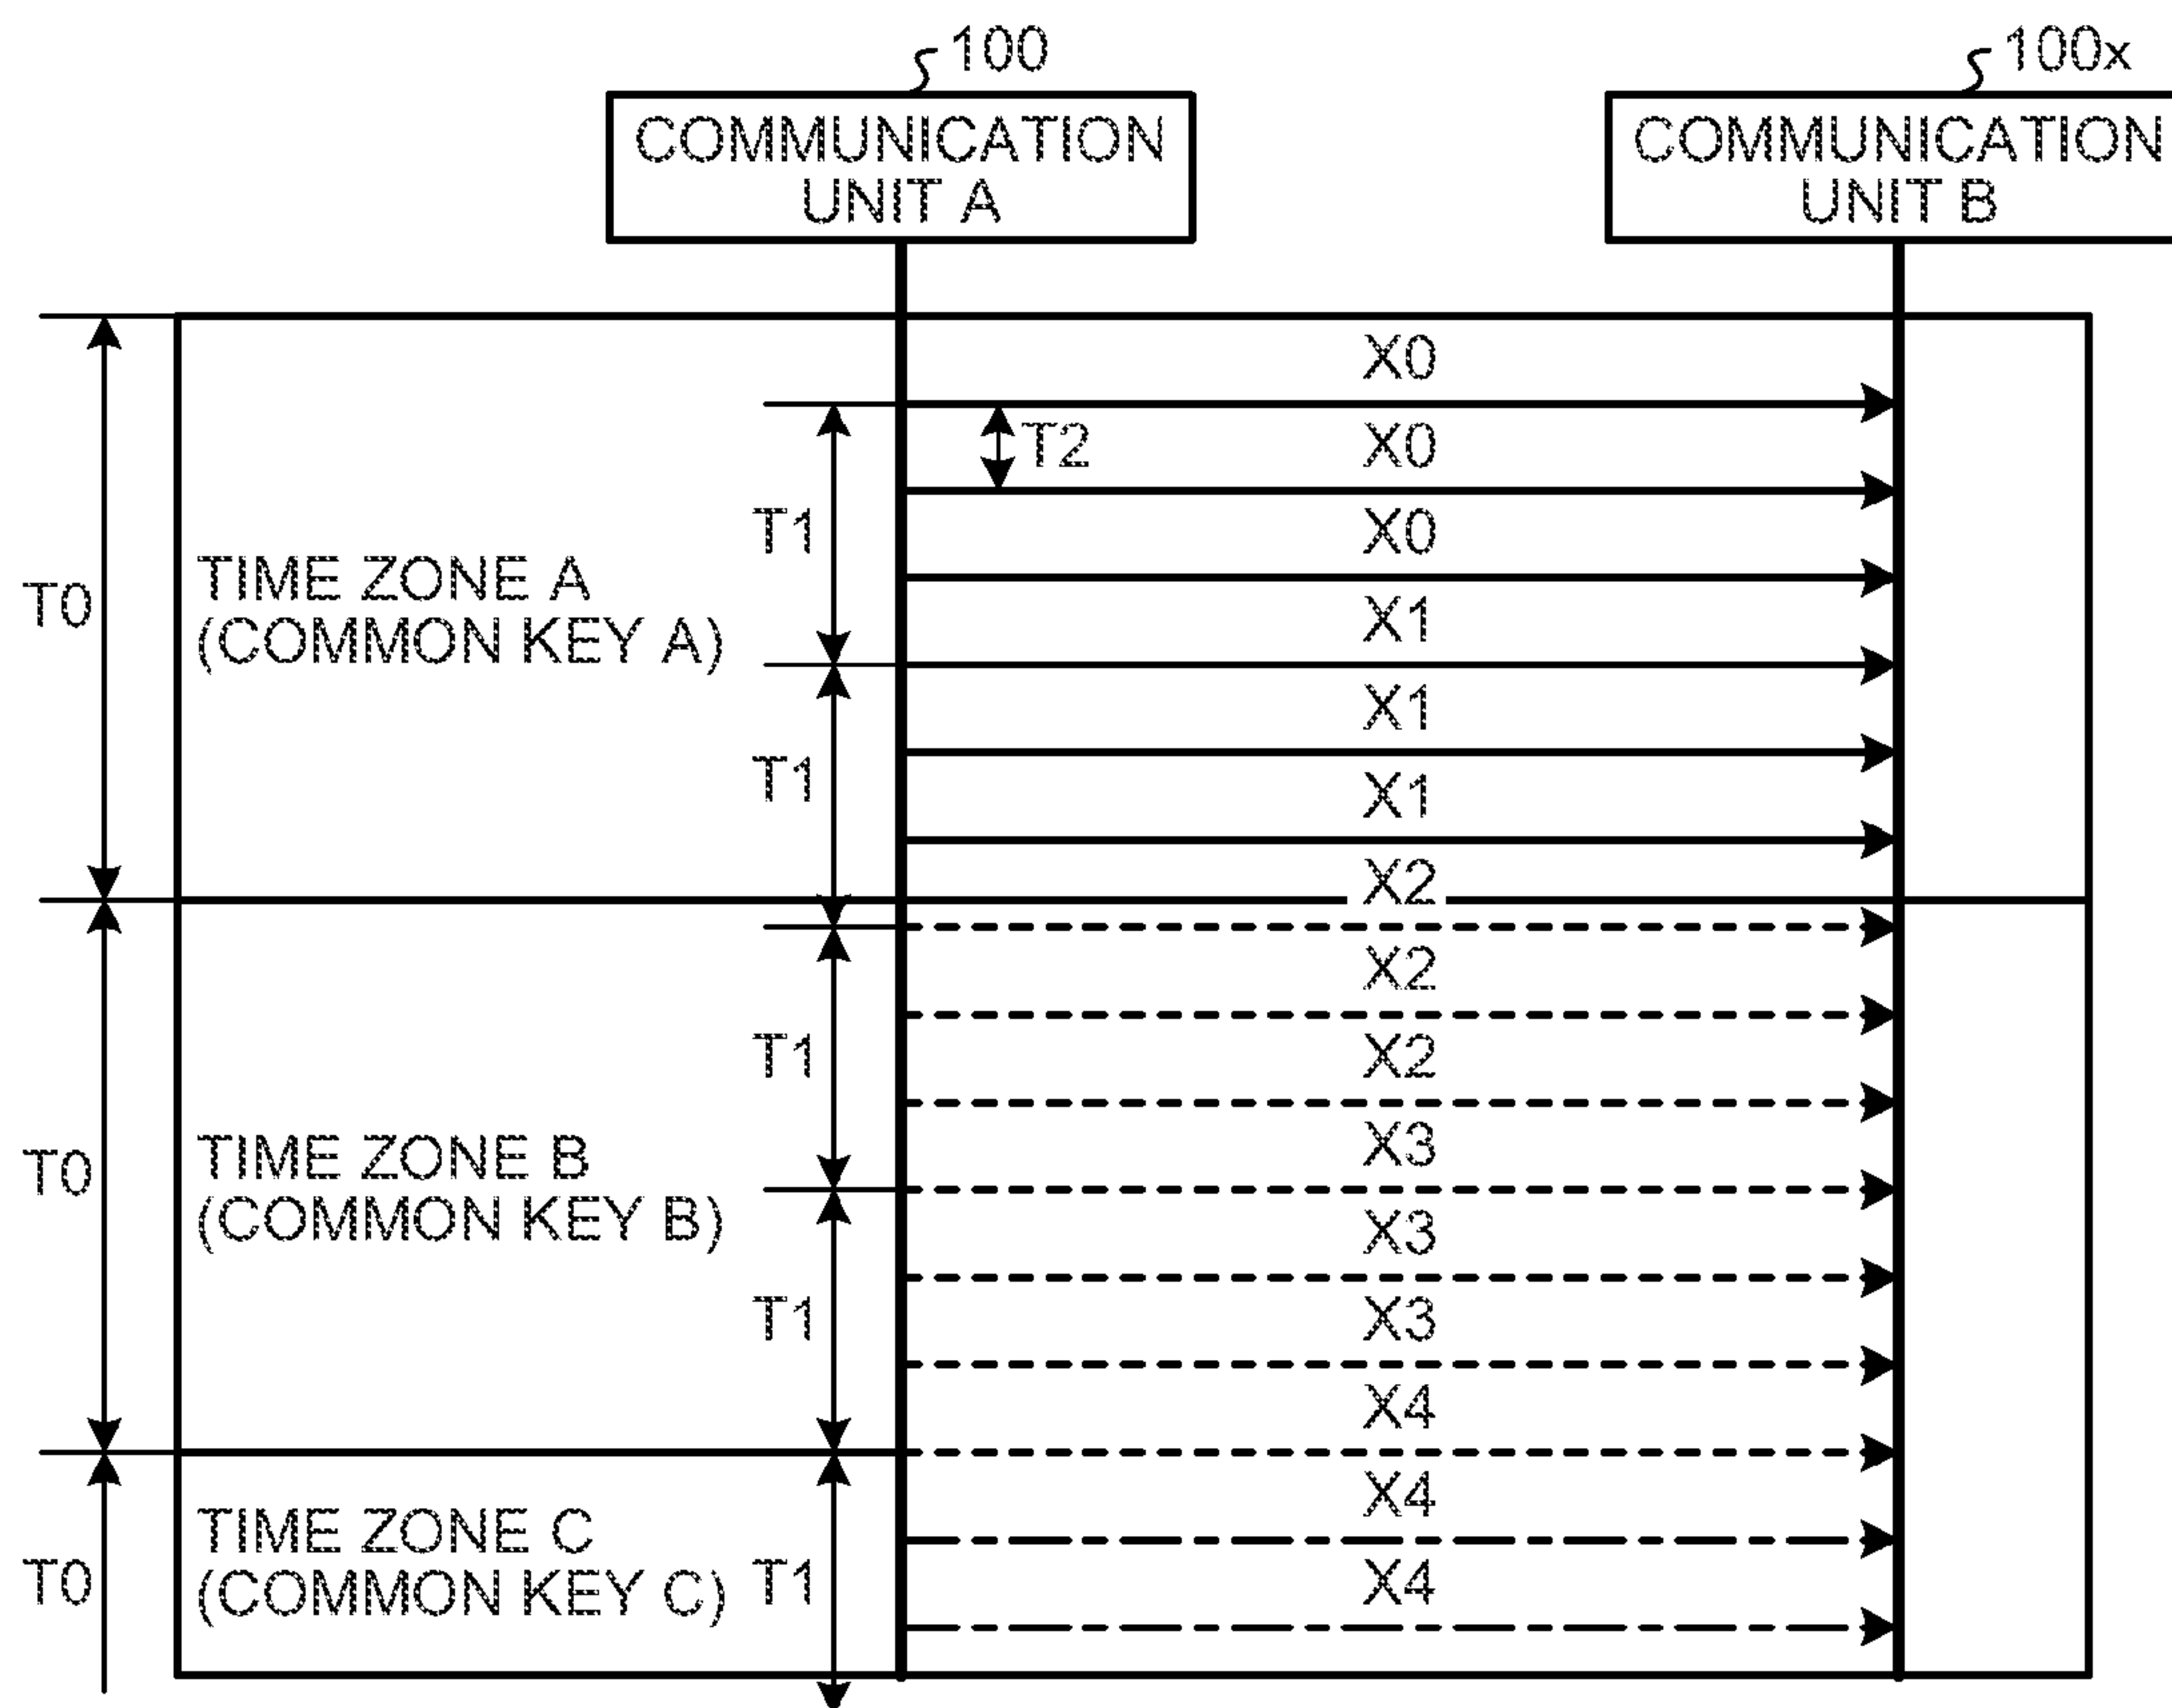 100
100x
COMMUNICATION
UNIT A
COMMUNICATION
UNIT B
X0
T2
X0
T1
X0
T0
TIME ZONE A
(COMMON KEY A)
X1
X1
T1
X1
X2
X2
T1
X2
T0
TIME ZONE B
(COMMON KEY B)
X3
X3
T1
X3
X4
X4
T0
TIME ZONE C
(COMMON KEY C)
T1
X4